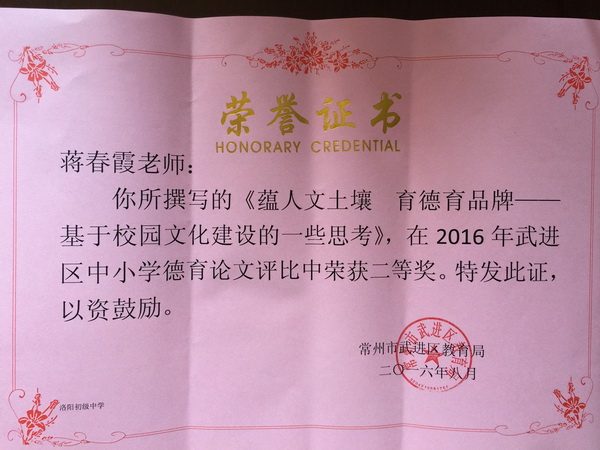 荣誉证书
HONORARY CREDENTIAL
蒋春霞老师：
你所撰写的《蕴人文土壤 育德育品牌——
基于校园文化建设的一些思考》，在 2016 年武进
区中小学德育论文评比中荣获二等奖。特发此证，
以资鼓励。
常州市武进区教育局
二〇一六年八月
洛阳初级中学